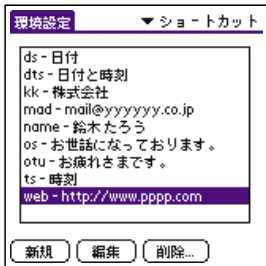 環境設定 ▼ショートカット
ds - 日付
dts - 日付と時刻
kk - 株式会社
mad - mail@yyyyyy.co.jp
name - 鈴木たろう
os - お世話になっております。
otu - お疲れさまです。
ts - 時刻
web - http://www.pppp.com
新規 編集 削除...